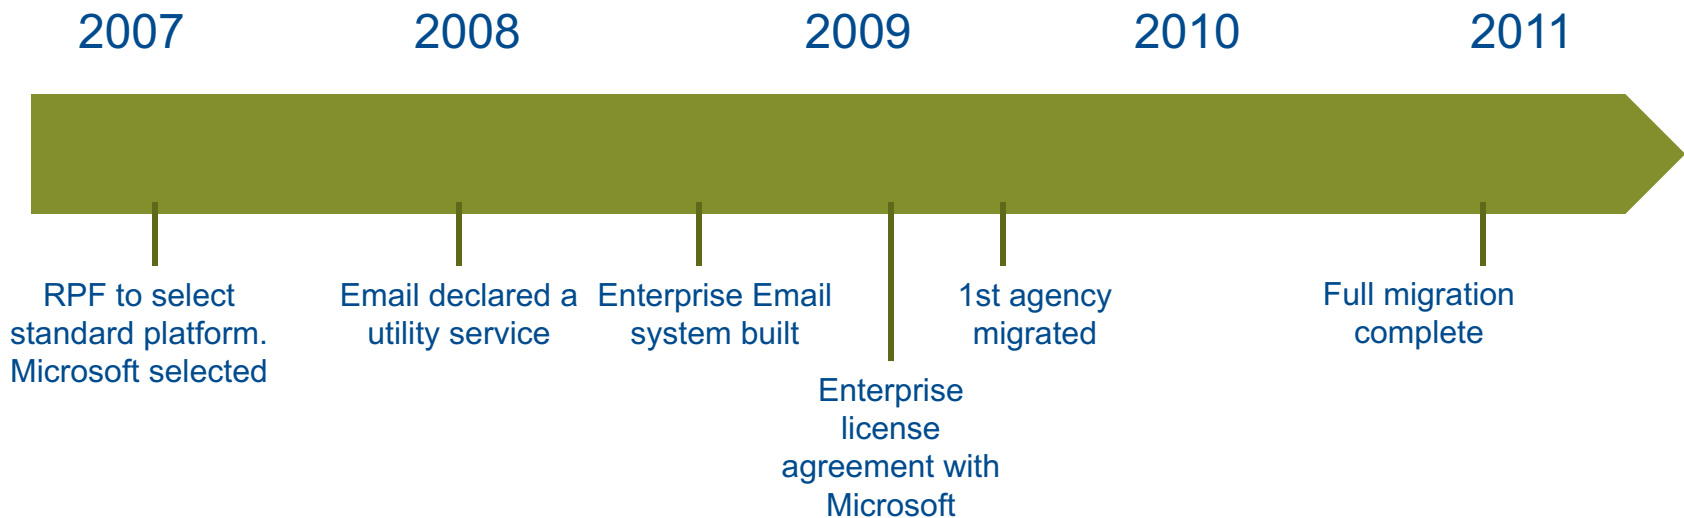 2007 2008 2009 2010 2011
RPF to select
standard platform.
Microsoft selected
Email declared a
utility service
Enterprise Email
system built
Enterprise
license
agreement with
Microsoft
1st agency
migrated
Full migration
complete